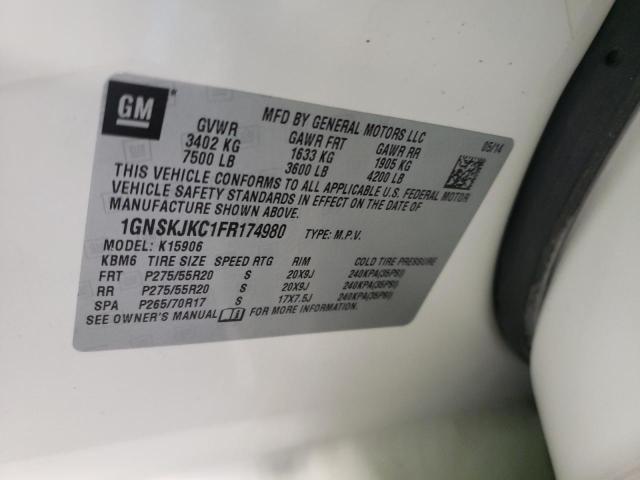 GM
MFD BY GENERAL MOTORS LLC
05/14
GVWR GAWR FRT GAWR RR
3402 KG 1633 KG 1905 KG
7500 LB 3600 LB 4200 LB
THIS VEHICLE CONFORMS TO ALL APPLICABLE U.S. FEDERAL MOTOR
VEHICLE SAFETY STANDARDS IN EFFECT ON THE DATE OF
MANUFACTURE SHOWN ABOVE.
1GNSKJKC1FR174980 TYPE: M.P.V.
MODEL: K15906
KBM6 TIRE SIZE SPEED RTG RIM COLD TIRE PRESSURE
FRT P275/55R20 S 20X9J 240KPA(35PSI)
RR P275/55R20 S 20X9J 240KPA(35PSI)
SPA P265/70R17 S 17X7.5J 240KPA(35PSI)
SEE OWNER'S MANUAL FOR MORE INFORMATION.